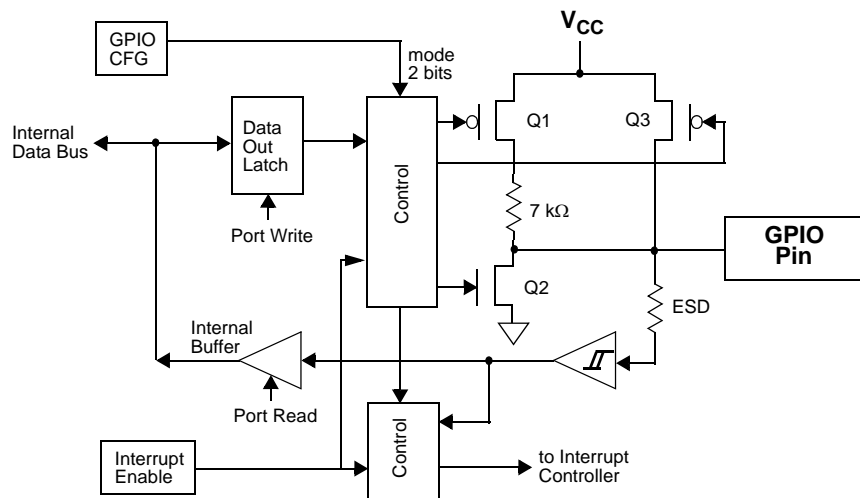 GPIO
CFG
mode
2 bits
VCC
Q1
Q3
Internal
Data Bus
Data
Out
Latch
Control
7 kΩ
Port Write
GPIO
Pin
Q2
ESD
Internal
Buffer
Port Read
Control
Interrupt
Enable
to Interrupt
Controller